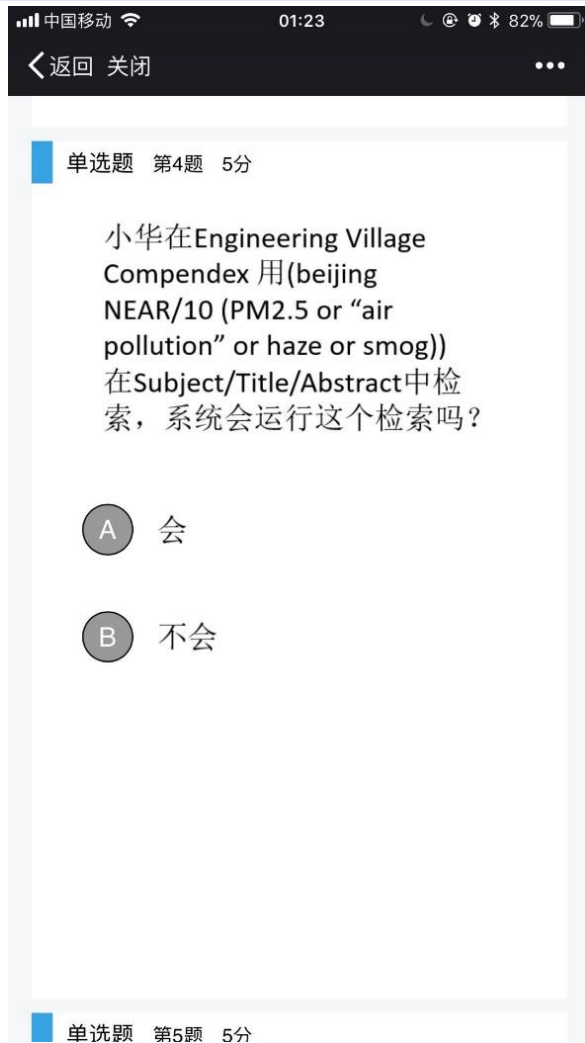 中国移动 01:23 82%
返回 关闭
单选题 第4题 5分
小华在Engineering Village
Compendex 用(beijing
NEAR/10 (PM2.5 or “air
pollution” or haze or smog))
在Subject/Title/Abstract中检
索，系统会运行这个检索吗？
A 会
B 不会
单选题 第5题 5分